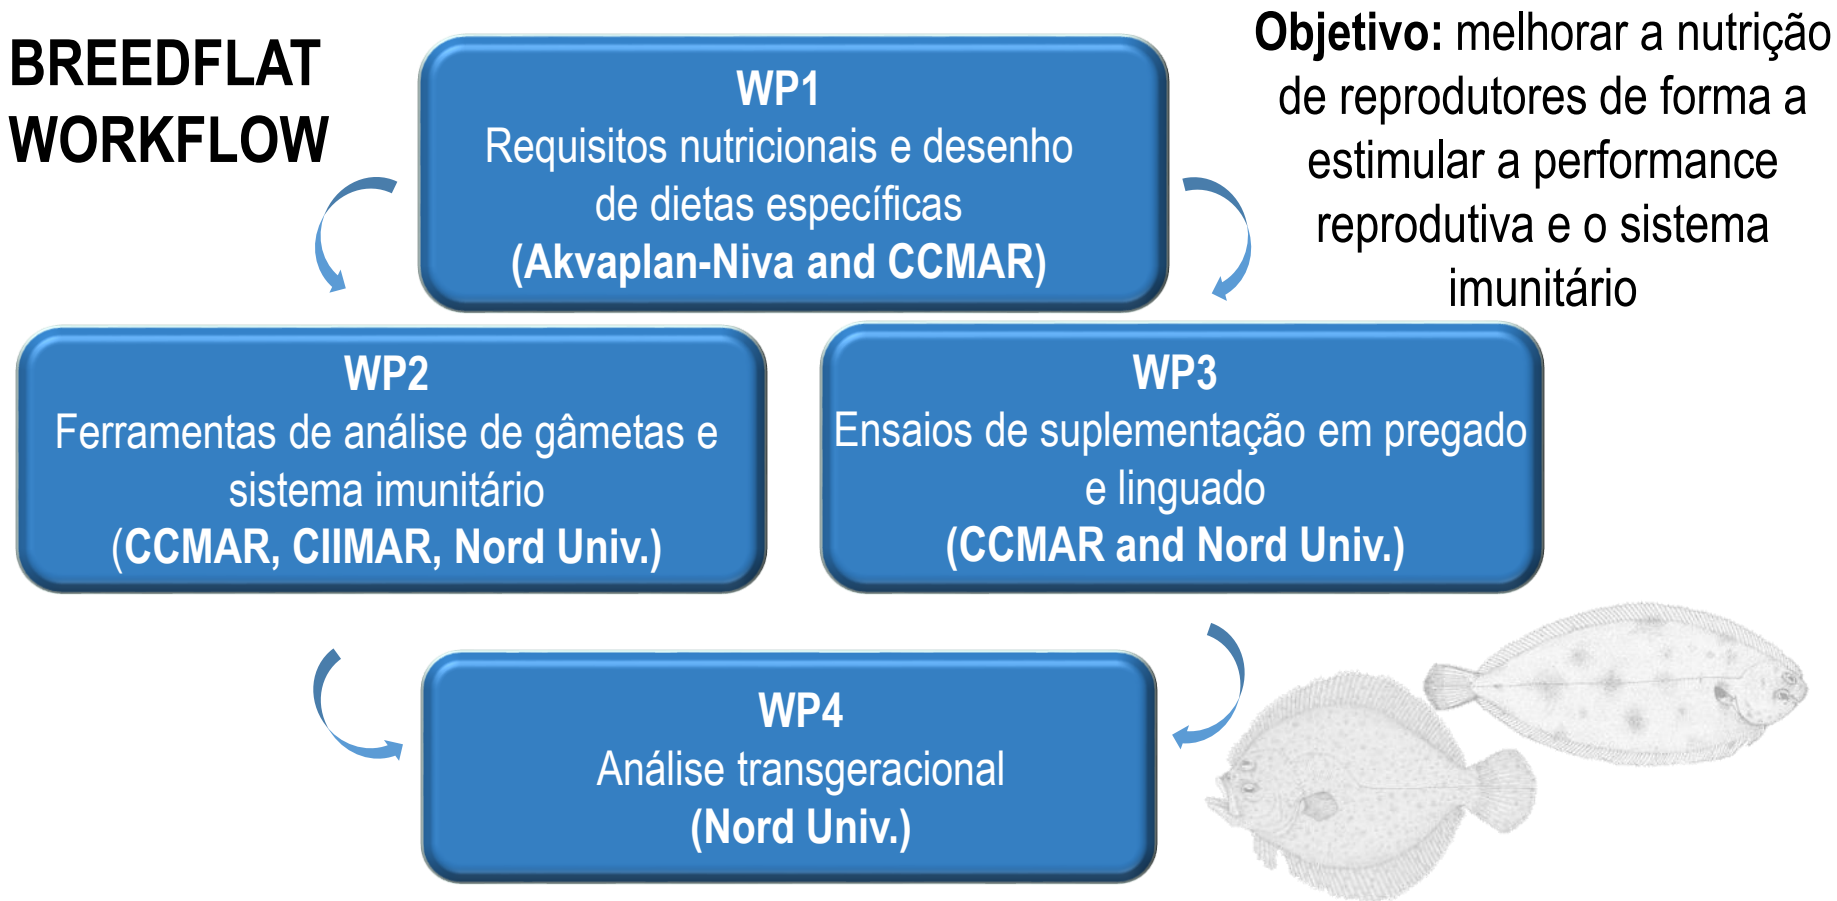 BREEDFLAT
WORKFLOW
Objetivo: melhorar a nutrição
de reprodutores de forma a
estimular a performance
reprodutiva e o sistema
imunitário
WP1
Requisitos nutricionais e desenho
de dietas específicas
(Akvaplan-Niva and CCMAR)
WP2
Ferramentas de análise de gâmetas e
sistema imunitário
(CCMAR, CIIMAR, Nord Univ.)
WP3
Ensaios de suplementação em pregado
e linguado
(CCMAR and Nord Univ.)
WP4
Análise transgeracional
(Nord Univ.)